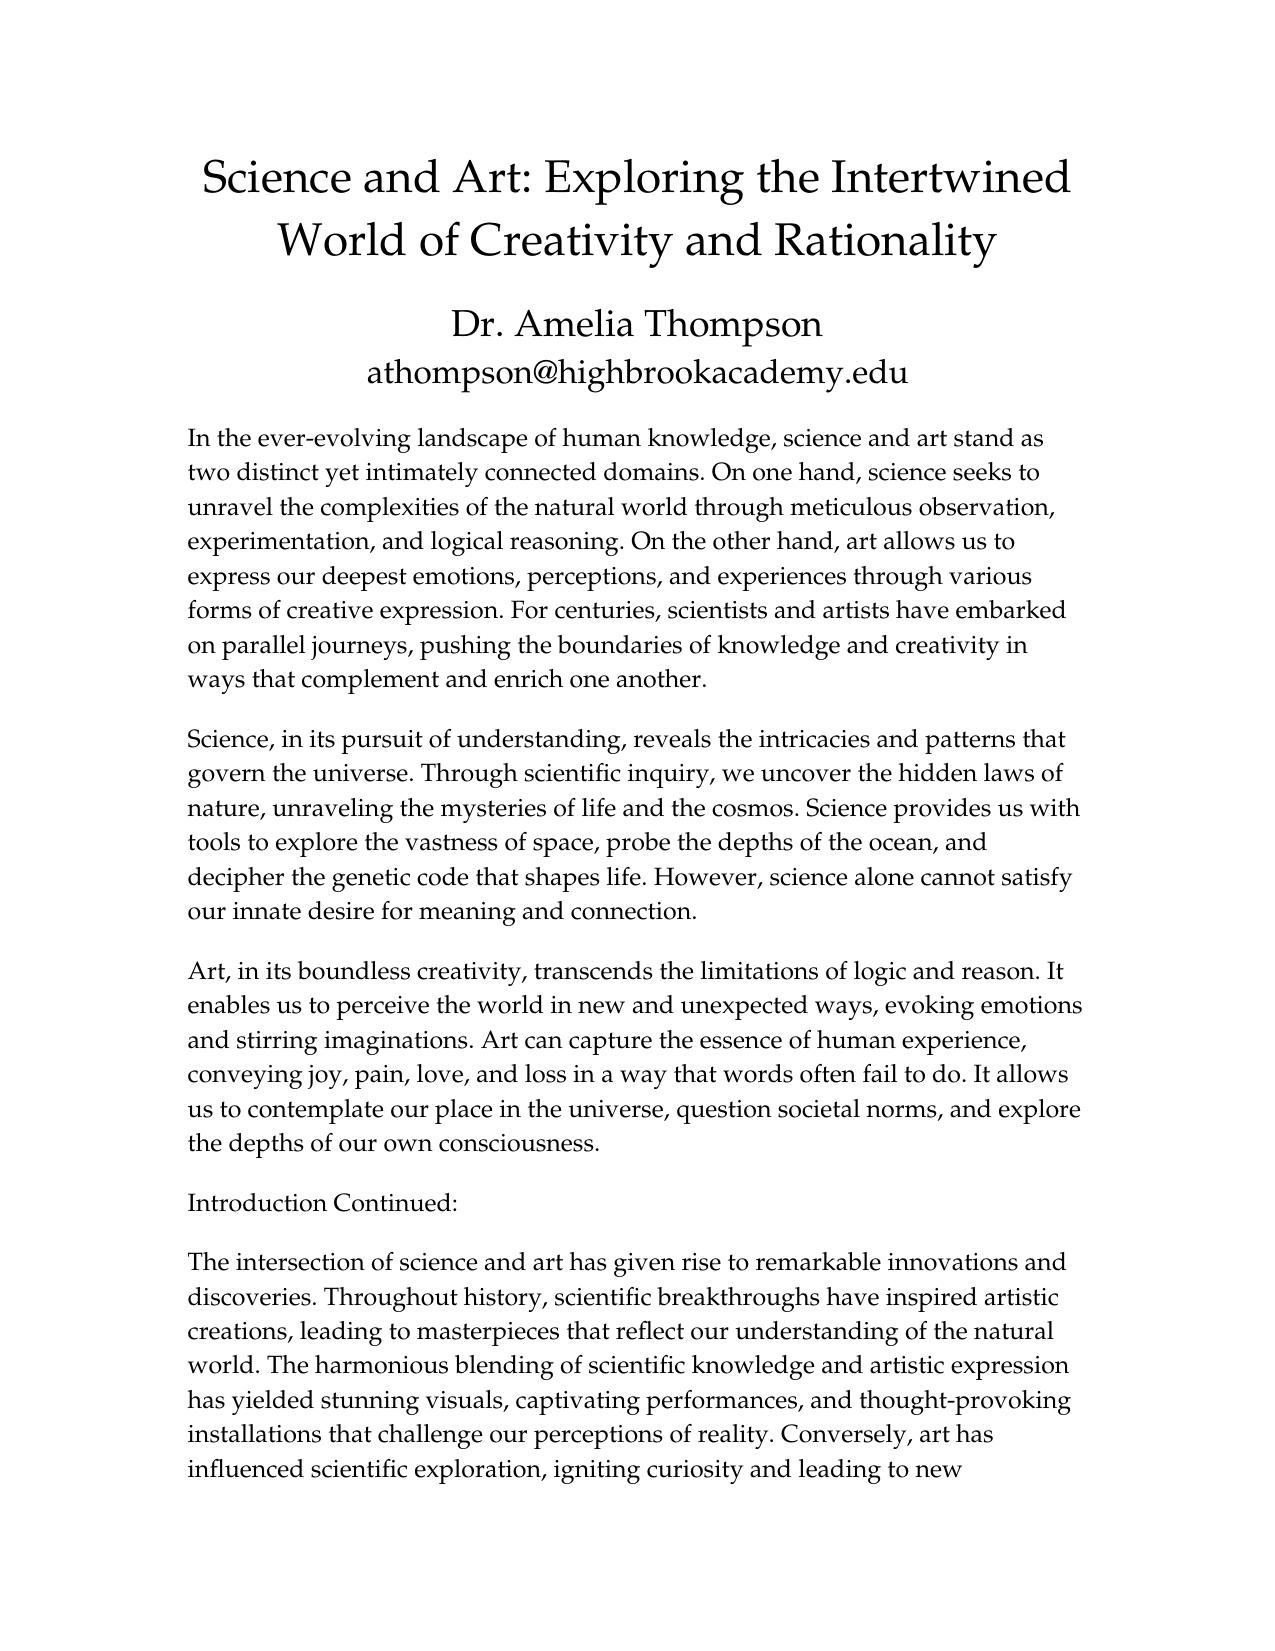 Science and Art: Exploring the Intertwined
World of Creativity and Rationality
Dr. Amelia Thompson
athompson@highbrookacademy.edu
In the ever-evolving landscape of human knowledge, science and art stand as
two distinct yet intimately connected domains. On one hand, science seeks to
unravel the complexities of the natural world through meticulous observation,
experimentation, and logical reasoning. On the other hand, art allows us to
express our deepest emotions, perceptions, and experiences through various
forms of creative expression. For centuries, scientists and artists have embarked
on parallel journeys, pushing the boundaries of knowledge and creativity in
ways that complement and enrich one another.
Science, in its pursuit of understanding, reveals the intricacies and patterns that
govern the universe. Through scientific inquiry, we uncover the hidden laws of
nature, unraveling the mysteries of life and the cosmos. Science provides us with
tools to explore the vastness of space, probe the depths of the ocean, and
decipher the genetic code that shapes life. However, science alone cannot satisfy
our innate desire for meaning and connection.
Art, in its boundless creativity, transcends the limitations of logic and reason. It
enables us to perceive the world in new and unexpected ways, evoking emotions
and stirring imaginations. Art can capture the essence of human experience,
conveying joy, pain, love, and loss in a way that words often fail to do. It allows
us to contemplate our place in the universe, question societal norms, and explore
the depths of our own consciousness.
Introduction Continued:
The intersection of science and art has given rise to remarkable innovations and
discoveries. Throughout history, scientific breakthroughs have inspired artistic
creations, leading to masterpieces that reflect our understanding of the natural
world. The harmonious blending of scientific knowledge and artistic expression
has yielded stunning visuals, captivating performances, and thought-provoking
installations that challenge our perceptions of reality. Conversely, art has
influenced scientific exploration, igniting curiosity and leading to new